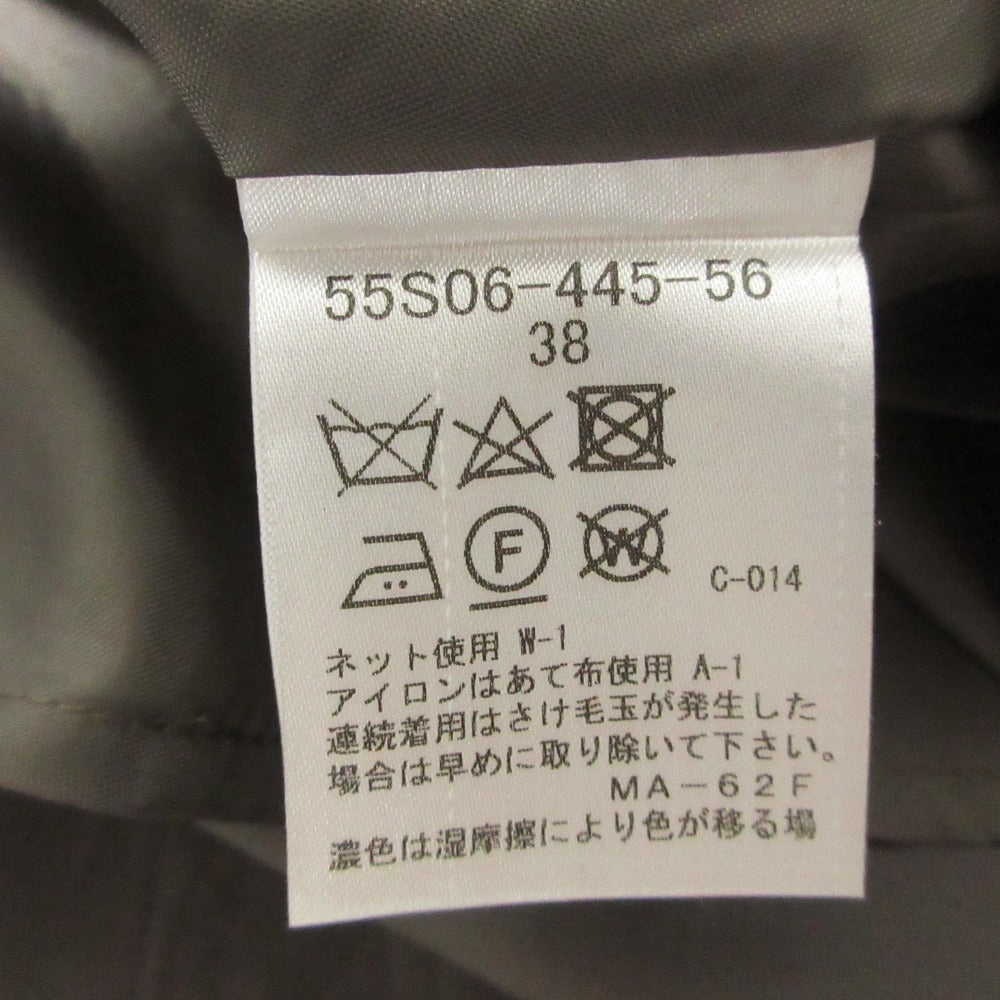 55S06-445-56
38
F
W
C-014
ネット使用 W-1
アイロンはあて布使用 A-1
連続着用はさけ毛玉が発生した
場合は早めに取り除いて下さい。
MA-62F
濃色は湿摩擦により色が移る場